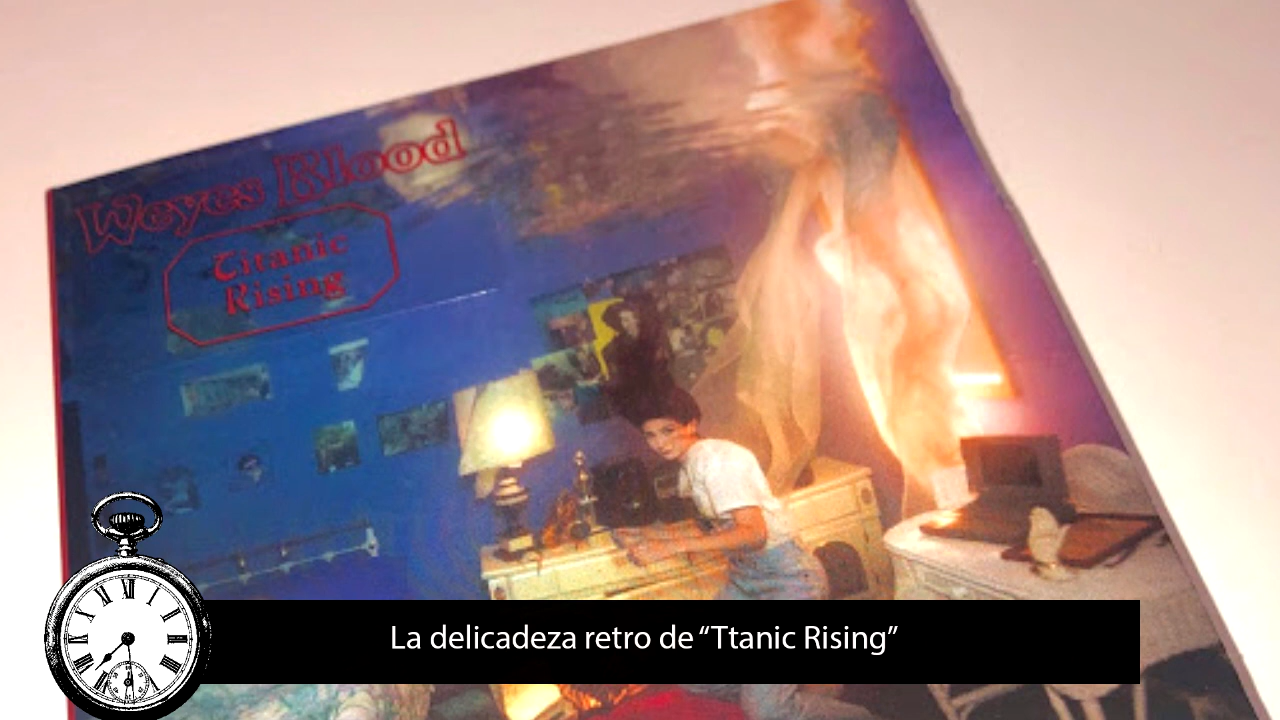 Weyes Blood
Titanic
Rising
La delicadeza retro de “Ttanic Rising”